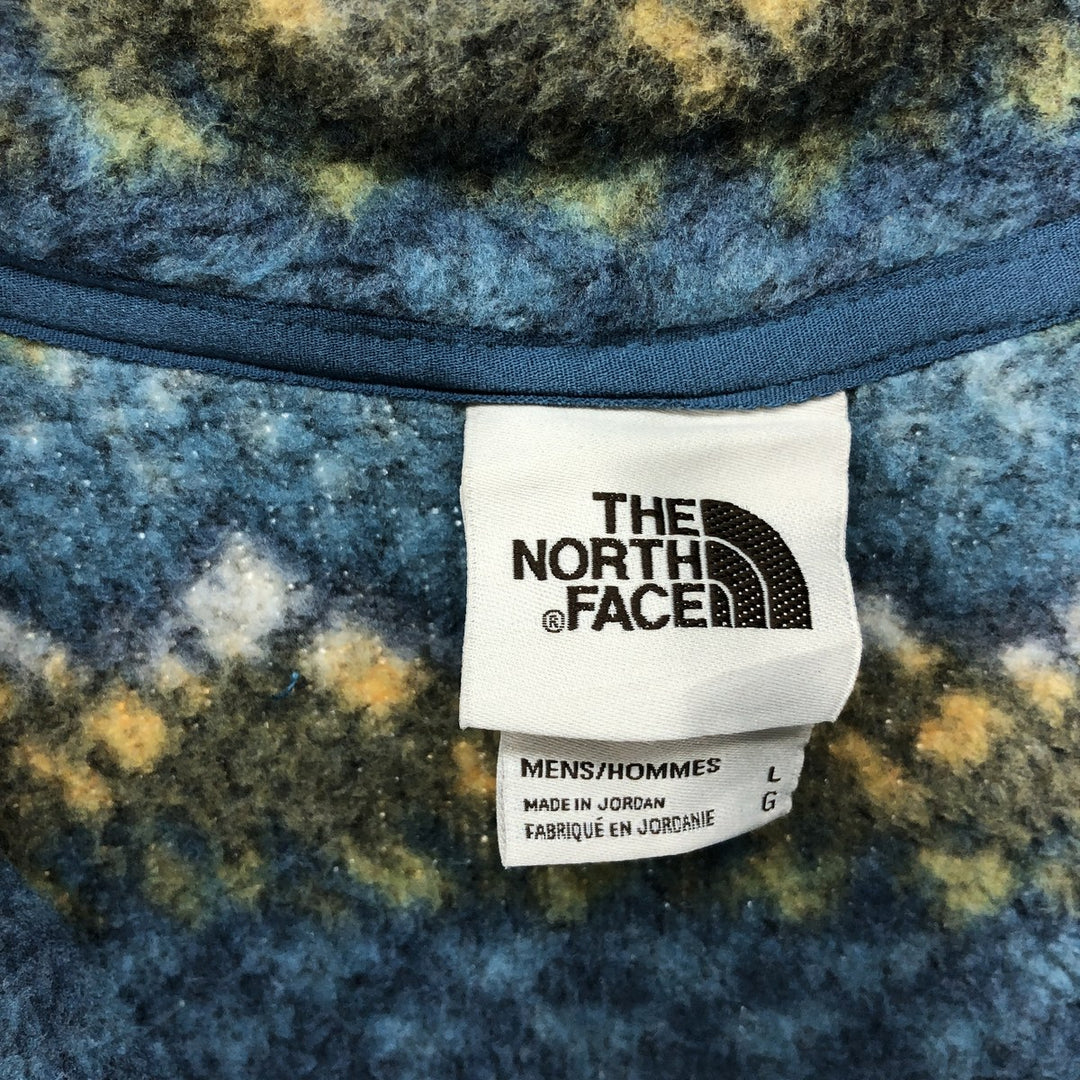 THE
NORTH
® FACE
MENS/HOMMES L
MADE IN JORDAN G
FABRIQUÉ EN JORDANIE